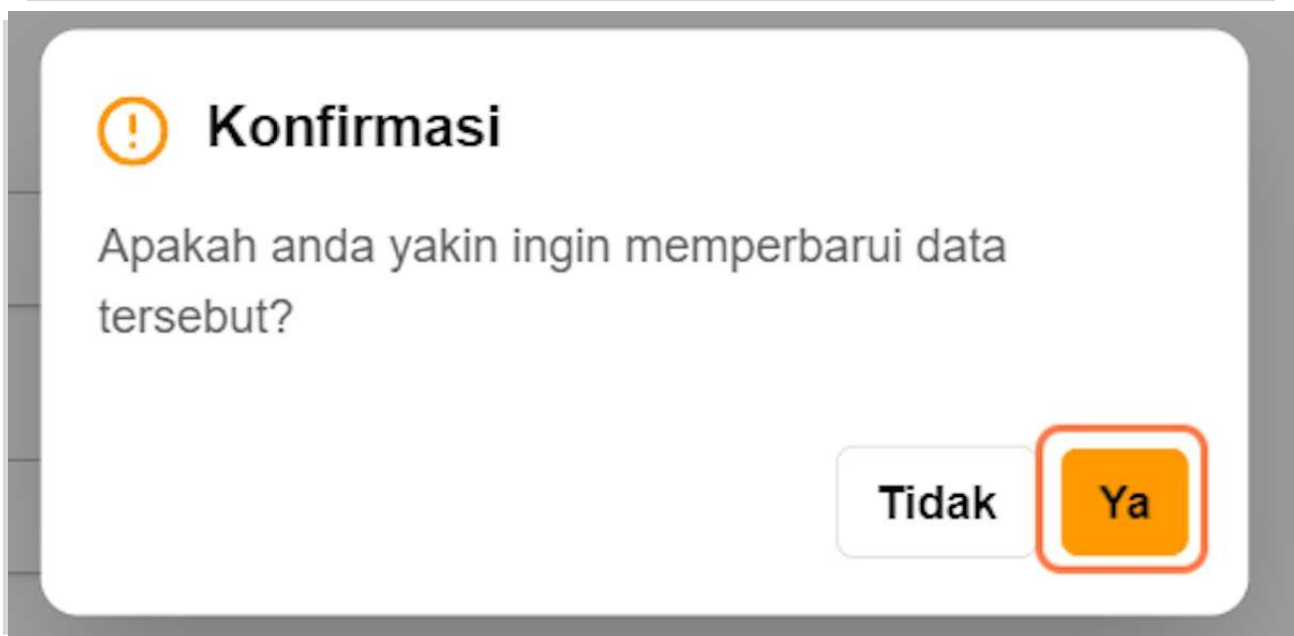 Konfirmasi
Apakah anda yakin ingin memperbarui data
tersebut?
Tidak
Ya